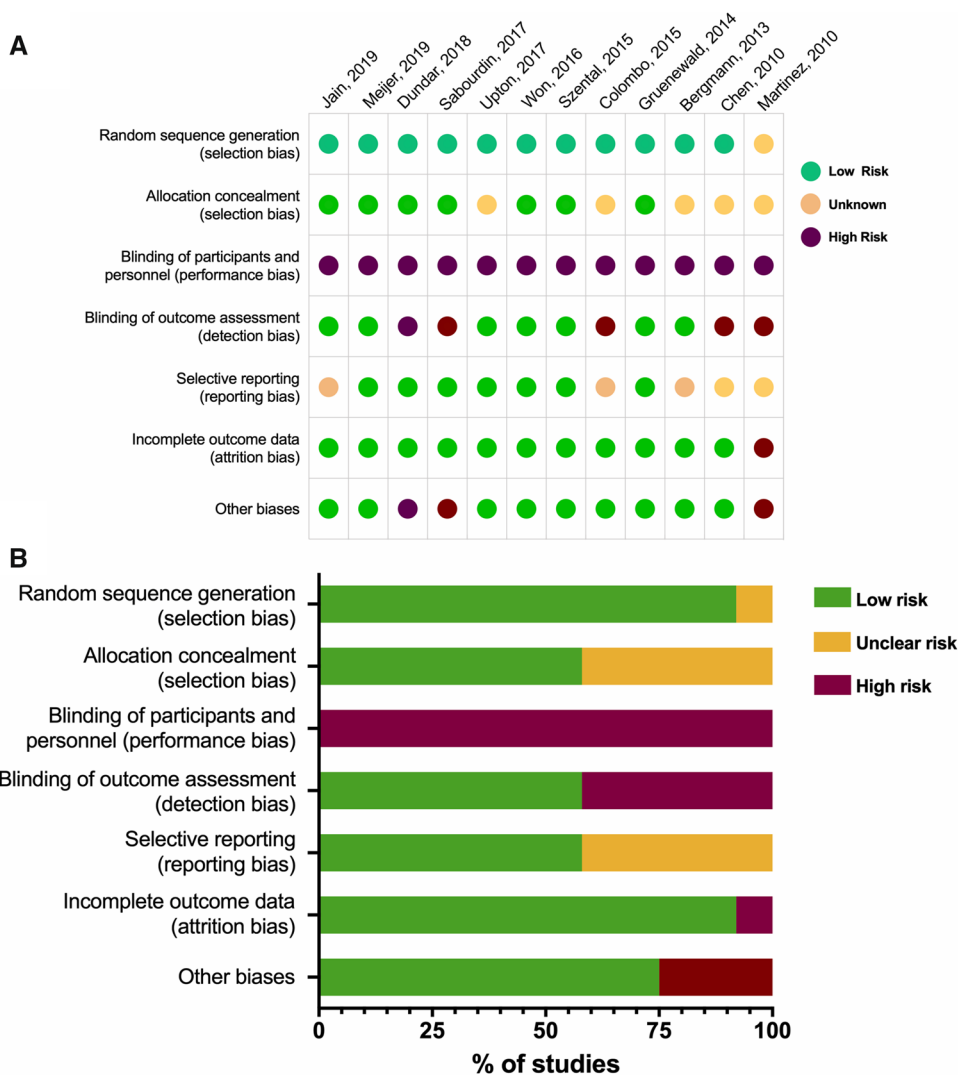 A
Jain, 2019
Meijer, 2019
Dundar, 2018
Sabourdin, 2017
Upton, 2017
Won, 2016
Szental, 2015
Colombo, 2015
Gruenewald, 2014
Bergmann, 2013
Chen, 2010
Martinez, 2010
Random sequence generation
(selection bias)
Allocation concealment
(selection bias)
Blinding of participants and
personnel (performance bias)
Blinding of outcome assessment
(detection bias)
Selective reporting
(reporting bias)
Incomplete outcome data
(attrition bias)
Other biases
Low Risk
Unknown
High Risk
B
Random sequence generation
(selection bias)
Allocation concealment
(selection bias)
Blinding of participants and
personnel (performance bias)
Blinding of outcome assessment
(detection bias)
Selective reporting
(reporting bias)
Incomplete outcome data
(attrition bias)
Other biases
Low risk
Unclear risk
High risk
0 25 50 75 100
% of studies